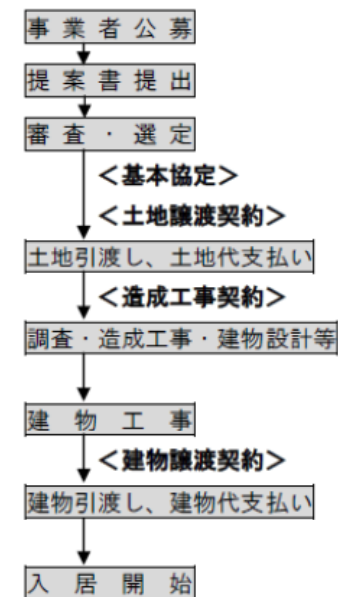 事業者公募
提案書提出
審査・選定
＜基本協定＞
＜土地譲渡契約＞
土地引渡し、土地代支払い
＜造成工事契約＞
調査・造成工事・建物設計等
建物工事
＜建物譲渡契約＞
建物引渡し、建物代支払い
入居開始